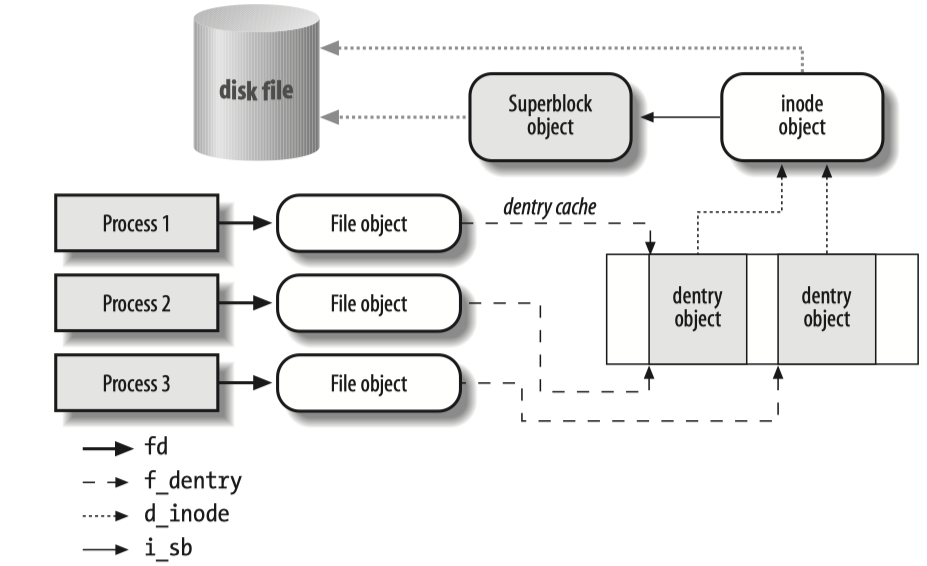 disk file
Superblock
object
inode
object
Process 1
File object
dentry cache
Process 2
File object
dentry
object
dentry
object
Process 3
File object
fd
f_dentry
d_inode
i_sb